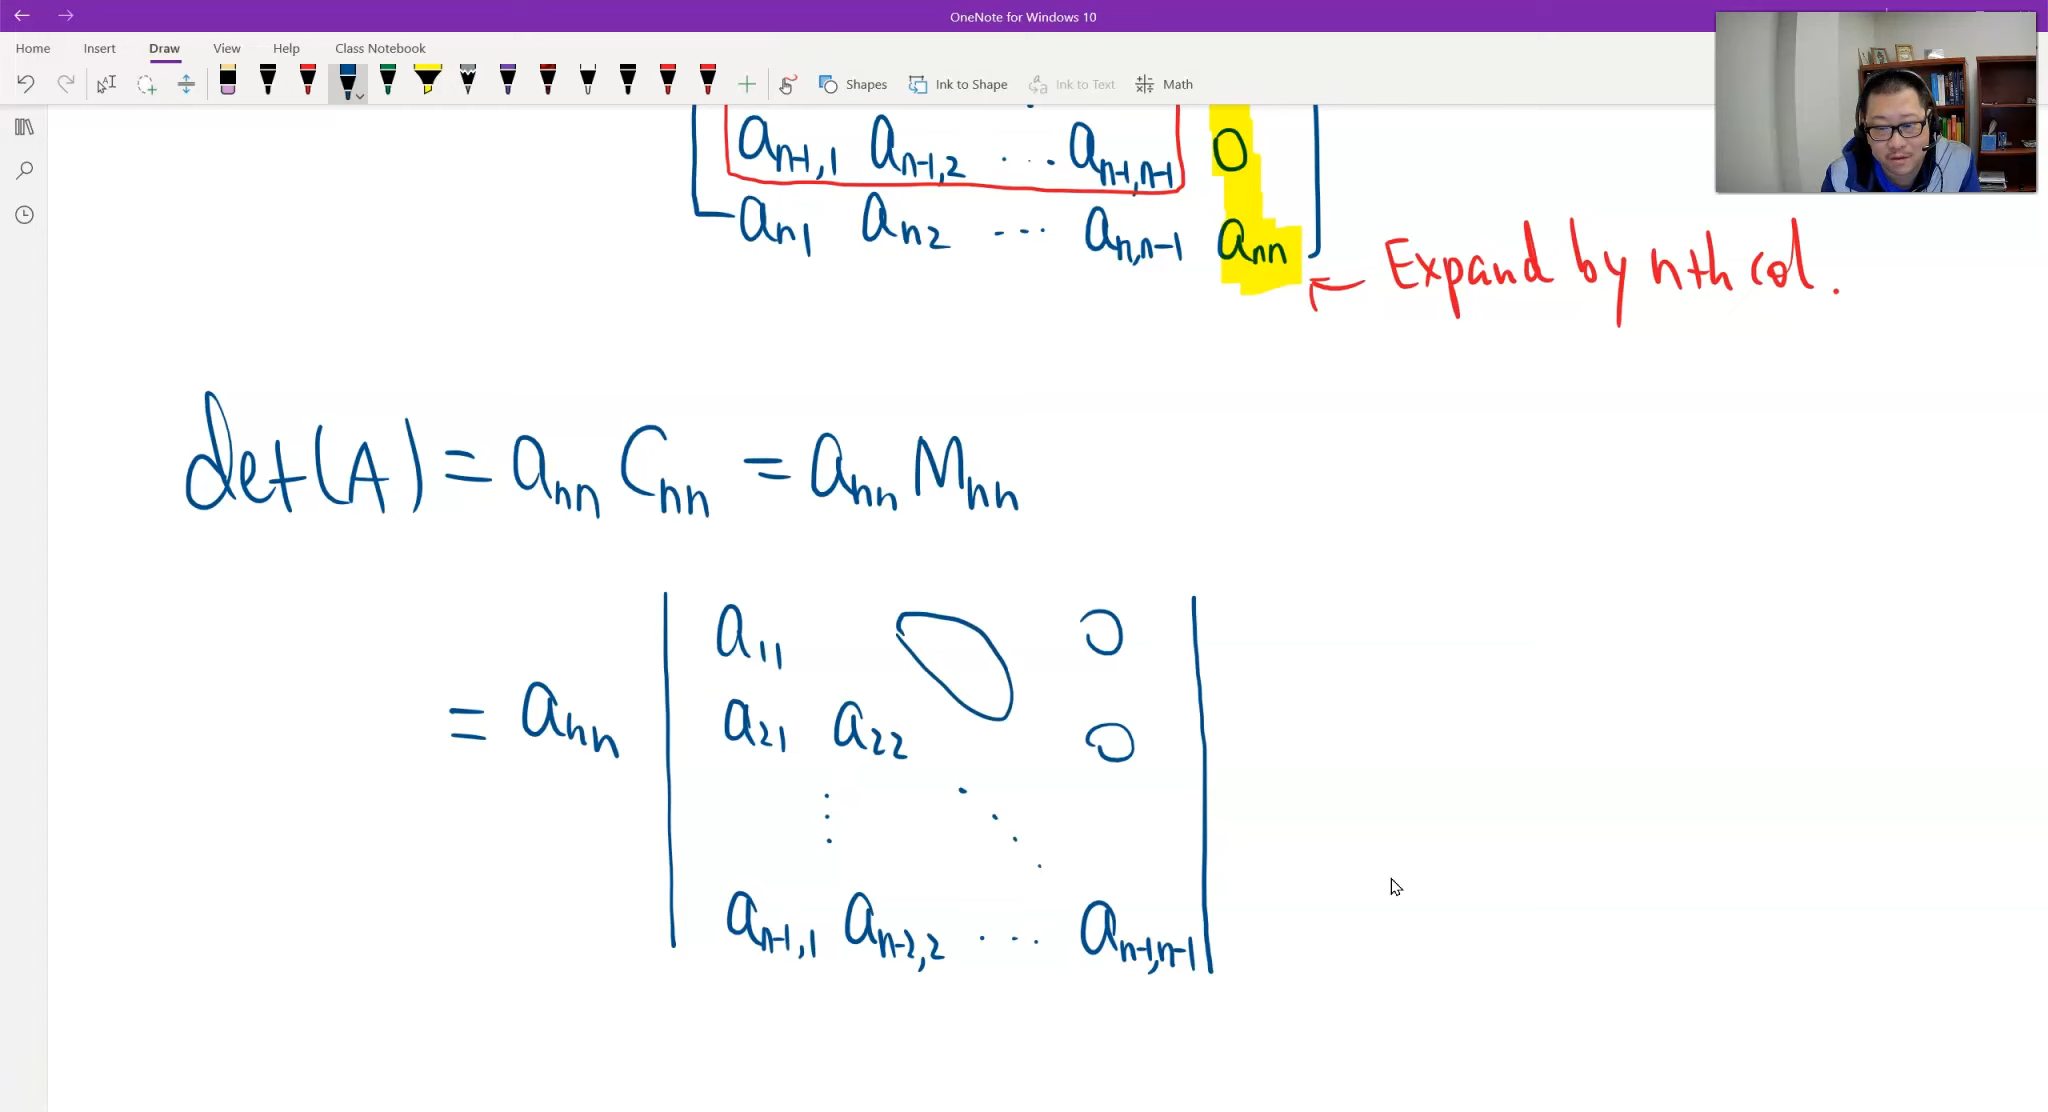 OneNote for Windows 10
Home Insert Draw View Help Class Notebook
Shapes Ink to Shape Ink to Text Math
a_{n-1,1} a_{n-1,2} ... a_{n-1,n-1} 0
a_{n1} a_{n2} ... a_{n,n-1} a_{nn}
← Expand by nth col.
det(A) = a_{nn} C_{nn} = a_{nn} M_{nn}
a_{11} 0 0
= a_{nn} | a_{21} a_{22} 0 |
⋮ ⋱
a_{n-1,1} a_{n-2,2} ... a_{n-1,n-1}